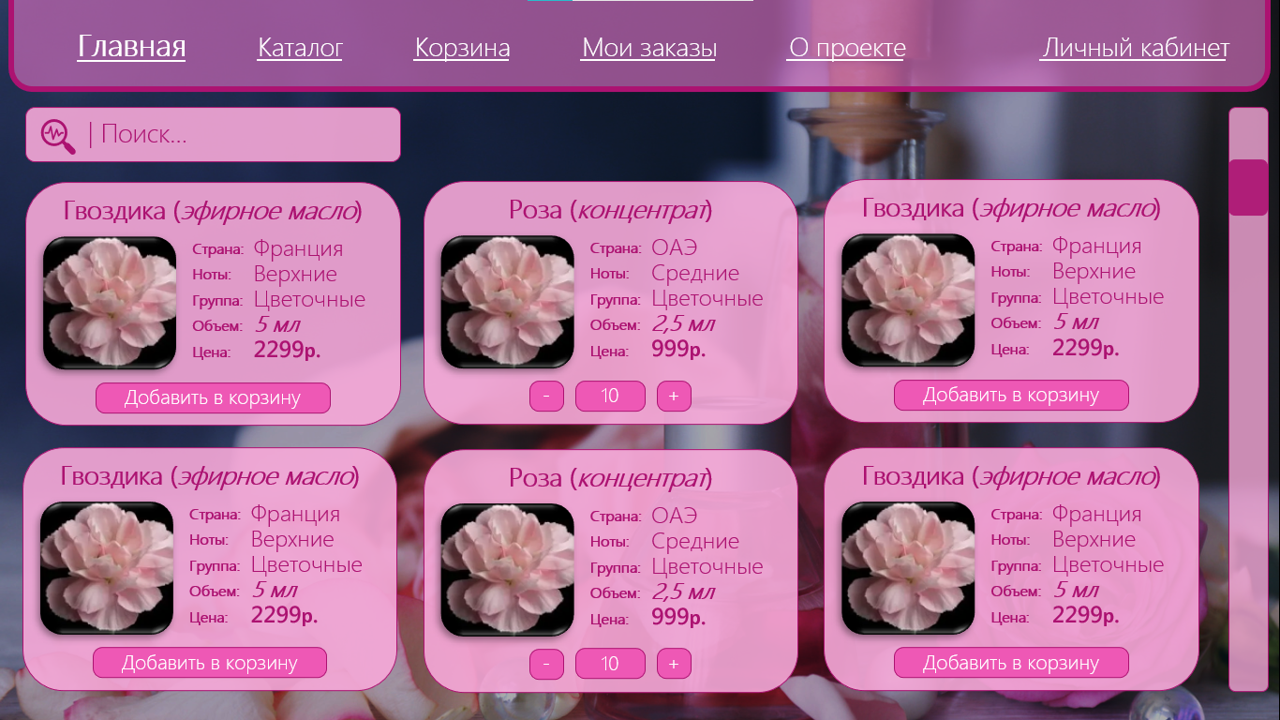 Главная Каталог Корзина Мои заказы О проекте Личный кабинет
| Поиск...
Гвоздика (эфирное масло)
Страна: Франция
Ноты: Верхние
Группа: Цветочные
Объем: 5 мл
Цена: 2299р.
Добавить в корзину
Роза (концентрат)
Страна: ОАЭ
Ноты: Средние
Группа: Цветочные
Объем: 2,5 мл
Цена: 999р.
- 10 +
Гвоздика (эфирное масло)
Страна: Франция
Ноты: Верхние
Группа: Цветочные
Объем: 5 мл
Цена: 2299р.
Добавить в корзину
Гвоздика (эфирное масло)
Страна: Франция
Ноты: Верхние
Группа: Цветочные
Объем: 5 мл
Цена: 2299р.
Добавить в корзину
Роза (концентрат)
Страна: ОАЭ
Ноты: Средние
Группа: Цветочные
Объем: 2,5 мл
Цена: 999р.
- 10 +
Гвоздика (эфирное масло)
Страна: Франция
Ноты: Верхние
Группа: Цветочные
Объем: 5 мл
Цена: 2299р.
Добавить в корзину